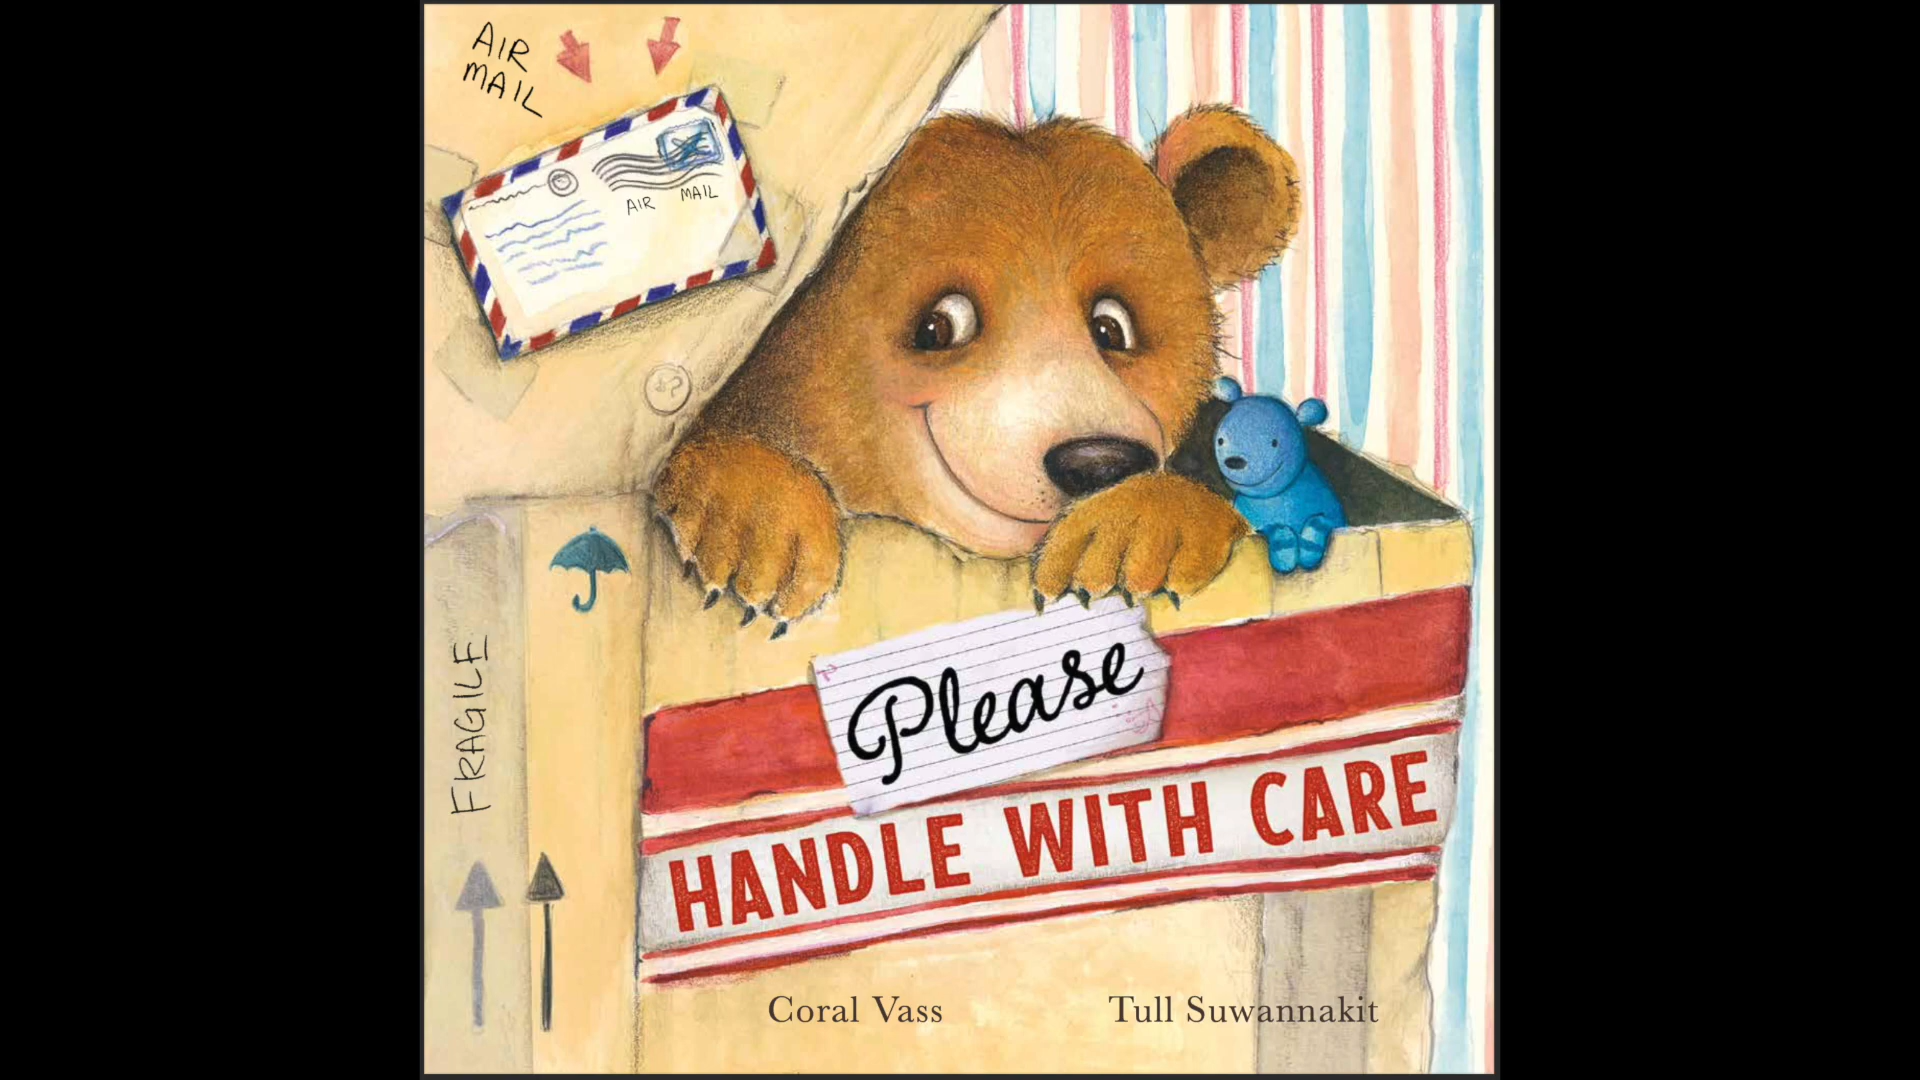 AIR
MAIL
AIR MAIL
FRAGILE
Please
HANDLE WITH CARE
Coral Vass
Tull Suwannakit